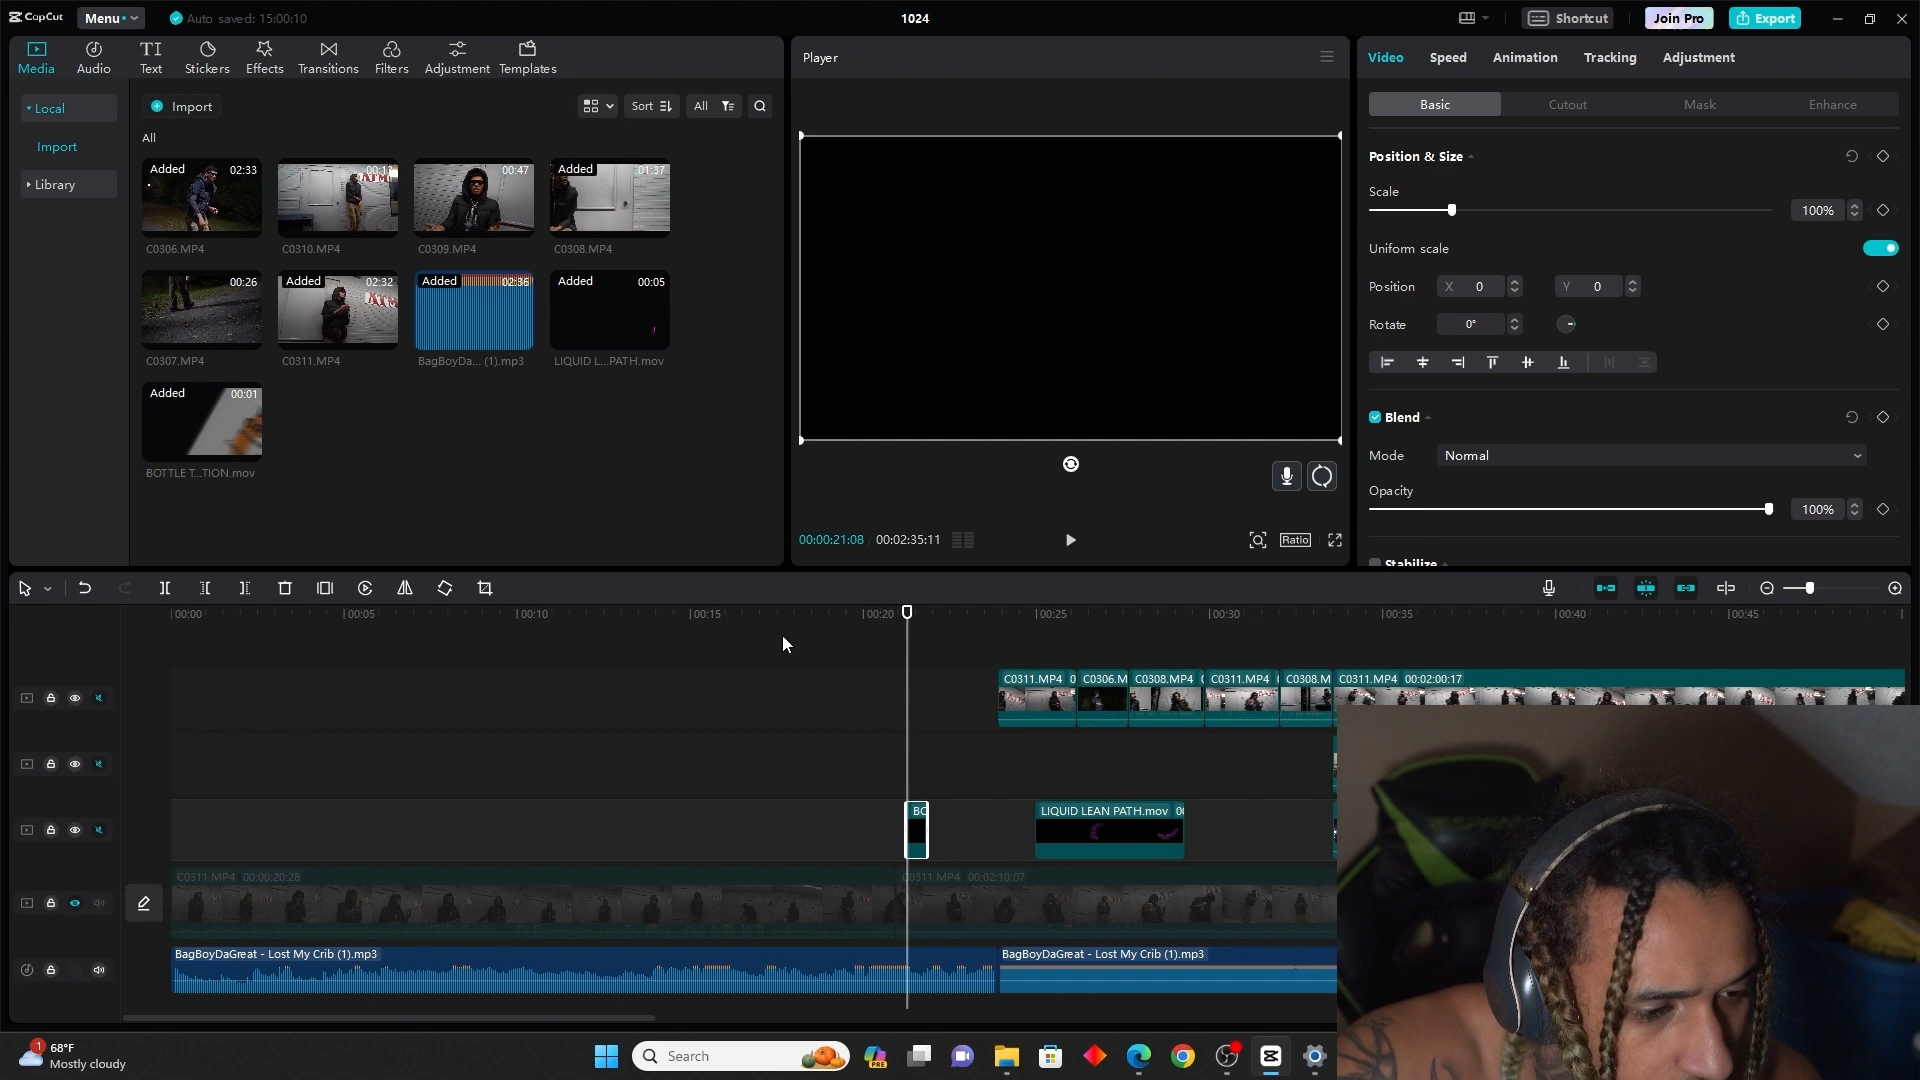 CapCut
Menu
Auto saved: 15:00:10
1024
Shortcut
Join Pro
Export
Media
Audio
TI
Text
Stickers
Effects
Transitions
Filters
Adjustment
Templates
Local
Import
Library
Import
Sort
All
All
Added 02:33
00:47
Added 01:37
C0306.MP4
C0310.MP4
C0309.MP4
C0308.MP4
00:26
Added 02:32
Added 02:36
Added 00:05
C0307.MP4
C0311.MP4
BagBoyDa... (1).mp3
LIQUID L...PATH.mov
Added 00:01
BOTTLE T...TION.mov
Player
00:00:21:08
00:02:35:11
Ratio
Video
Speed
Animation
Tracking
Adjustment
Basic
Cutout
Mask
Enhance
Position & Size
Scale
100%
Uniform scale
Position
X 0
Y 0
Rotate
0°
Blend
Mode
Normal
Opacity
100%
Stabilize
00:00
00:05
00:10
00:15
00:20
00:25
00:30
00:35
00:40
00:45
C0311.MP4 0
C0306.M
C0308.MP4
C0311.MP4
C0308.M
C0311.MP4 00:02:00:17
BO
LIQUID LEAN PATH.mov 00
C0311.MP4 00:00:20:28
C0311.MP4 00:02:10:07
BagBoyDaGreat - Lost My Crib (1).mp3
BagBoyDaGreat - Lost My Crib (1).mp3
1
68°F
Mostly cloudy
Search
PRE